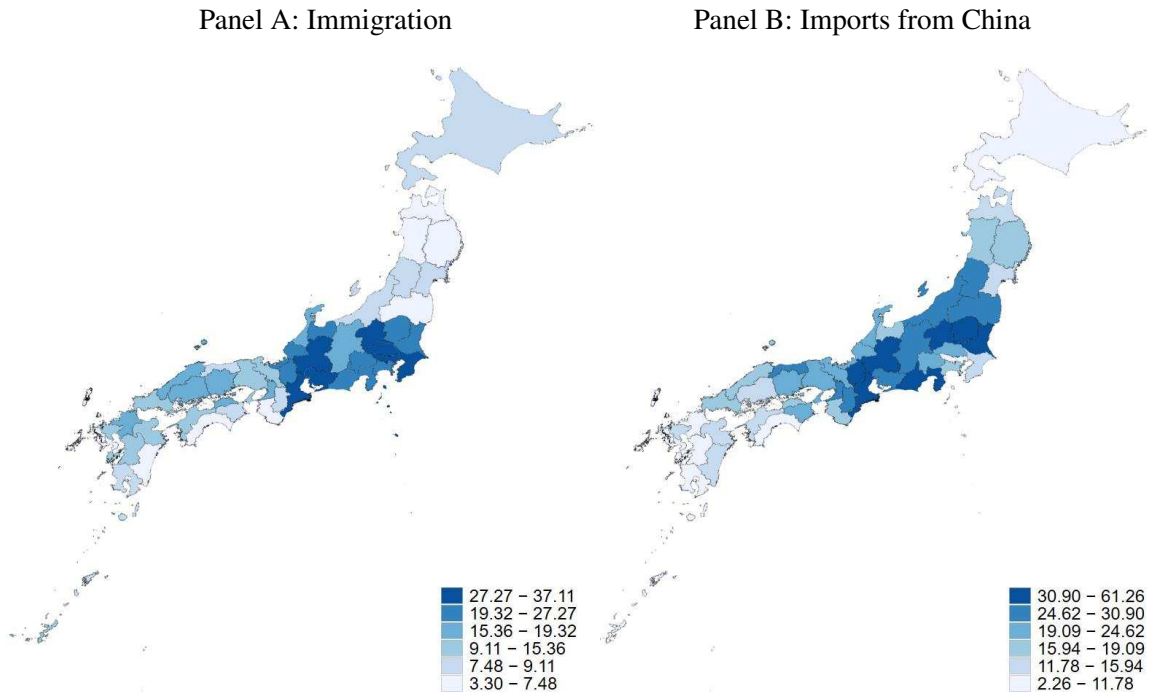 Panel A: Immigration
Panel B: Imports from China
27.27 − 37.11
19.32 − 27.27
15.36 − 19.32
9.11 − 15.36
7.48 − 9.11
3.30 − 7.48
30.90 − 61.26
24.62 − 30.90
19.09 − 24.62
15.94 − 19.09
11.78 − 15.94
2.26 − 11.78